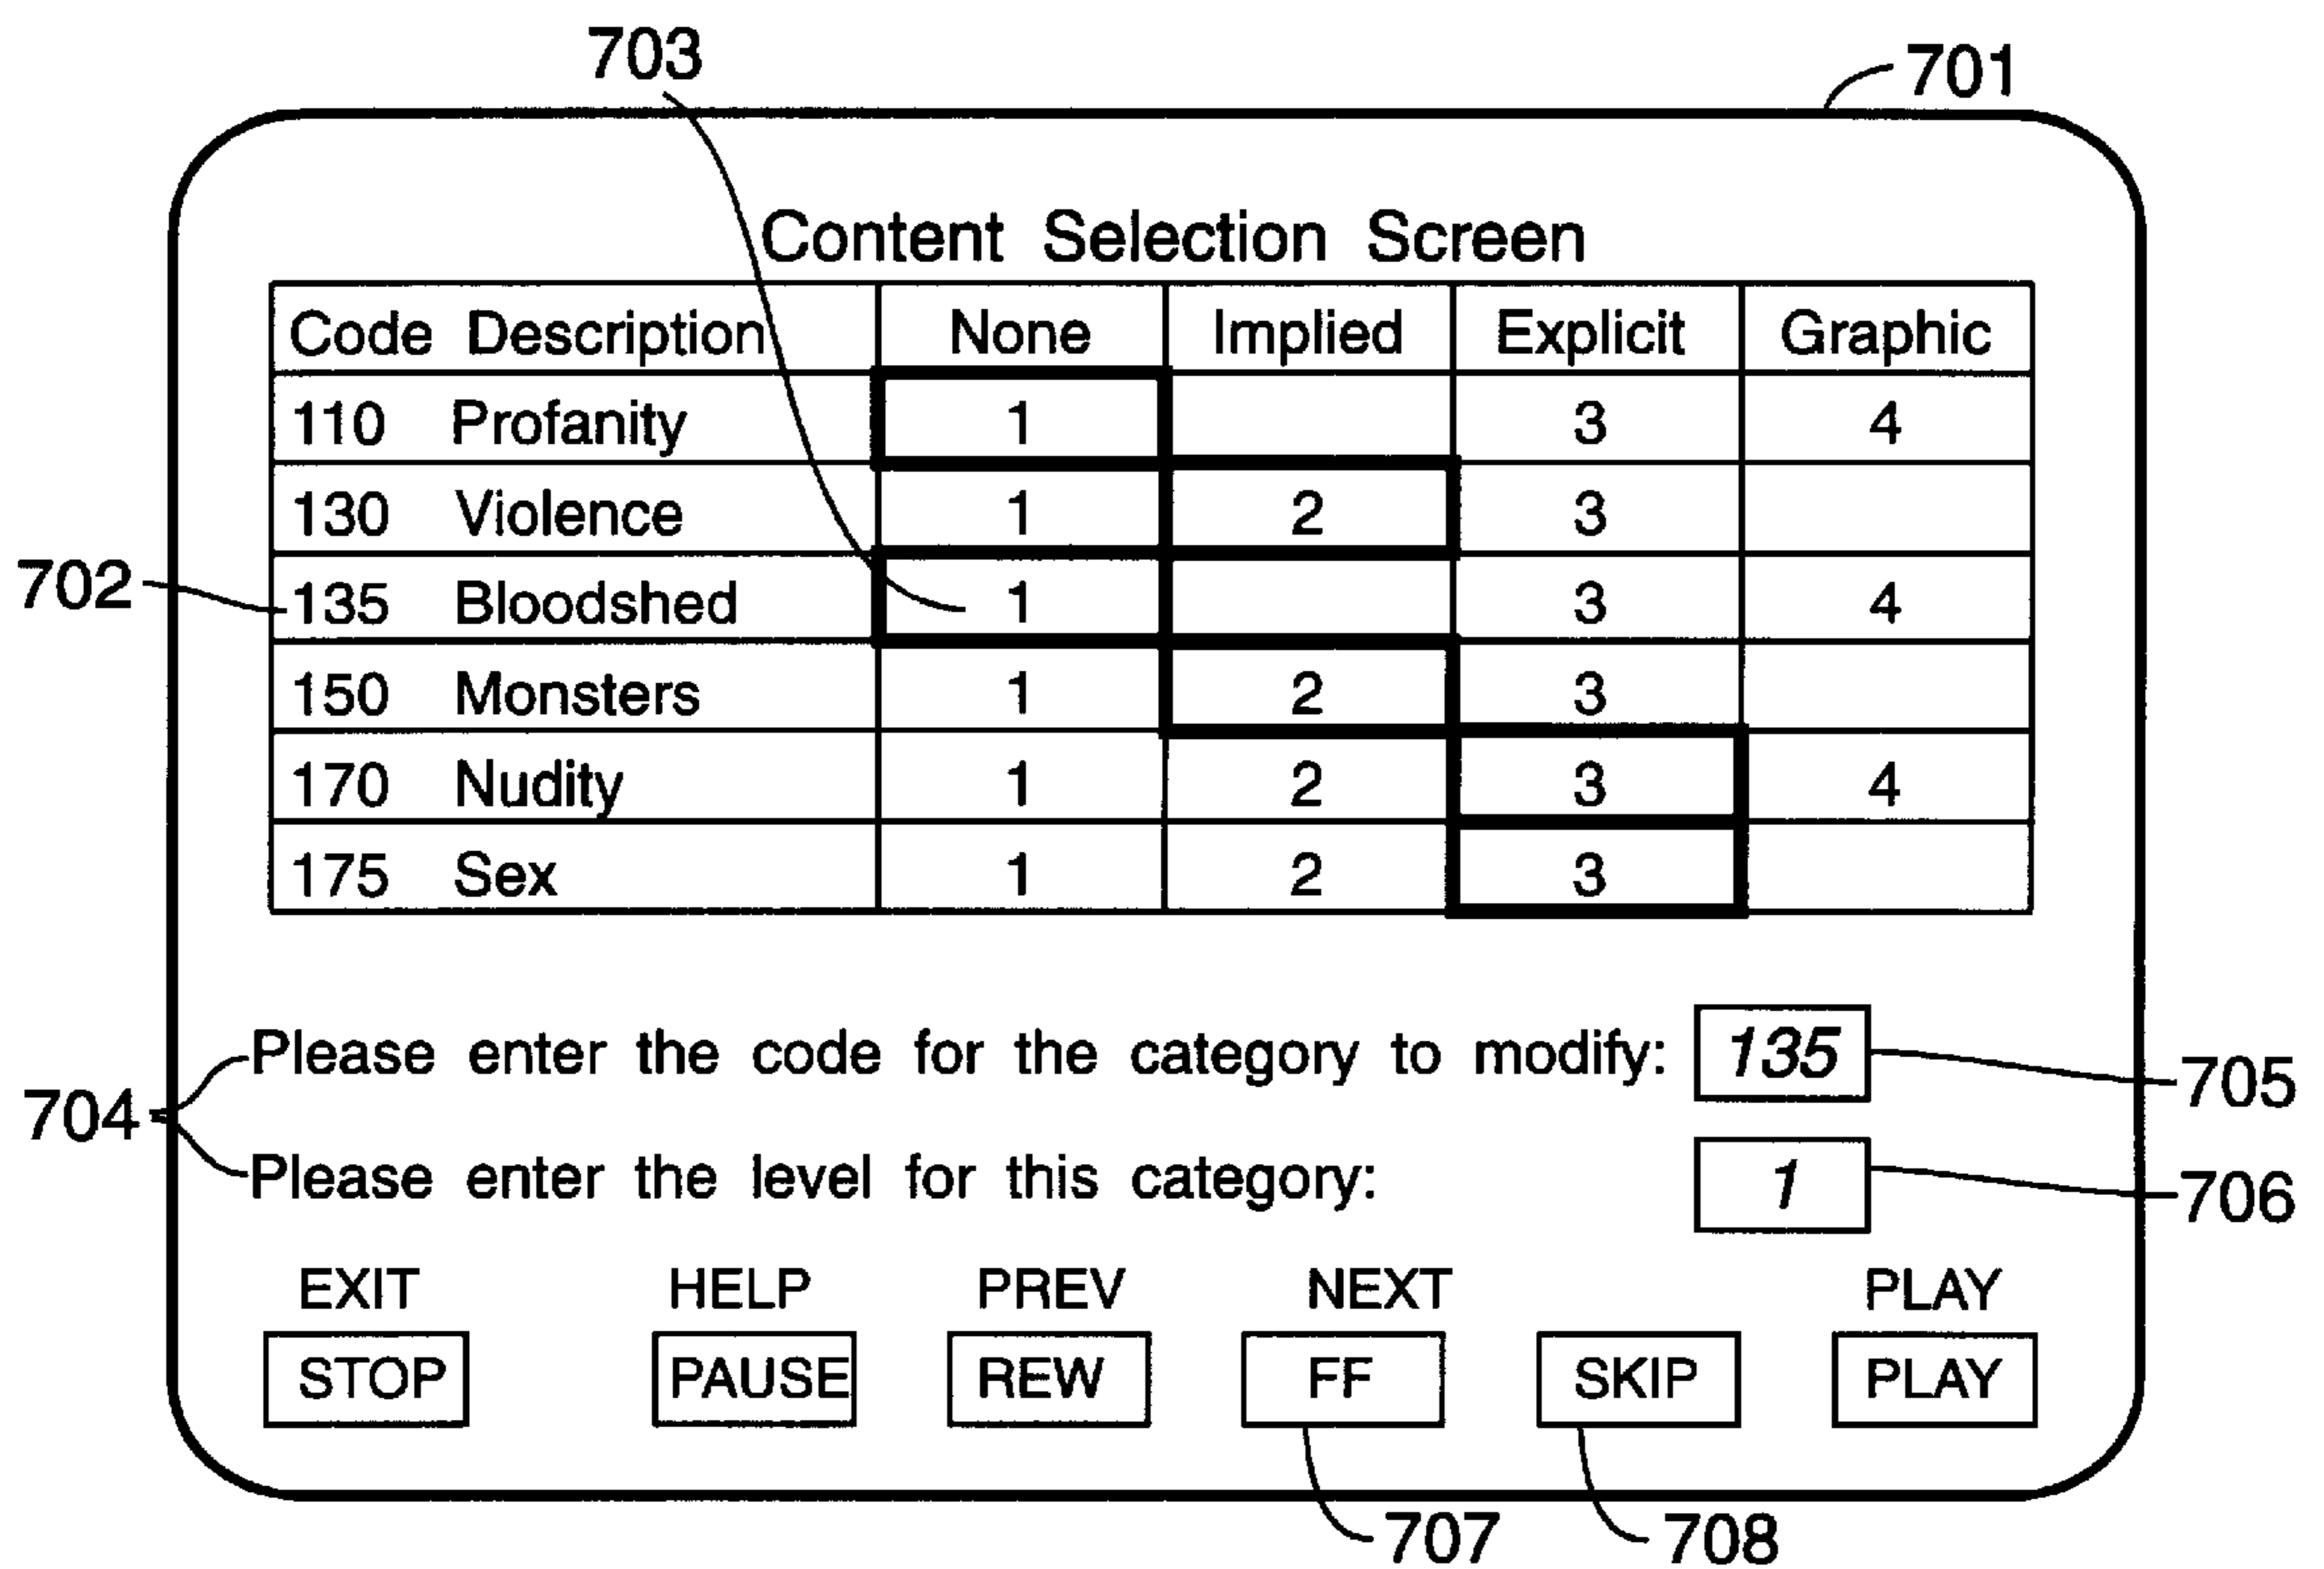 703
701
Content Selection Screen
Code Description None Implied Explicit Graphic
110 Profanity 1 3 4
130 Violence 1 2 3
702
135 Bloodshed 1 3 4
150 Monsters 1 2 3
170 Nudity 1 2 3 4
175 Sex 1 2 3
Please enter the code for the category to modify: 135
705
704
Please enter the level for this category: 1
706
EXIT HELP PREV NEXT PLAY
STOP PAUSE REW FF SKIP PLAY
707 708